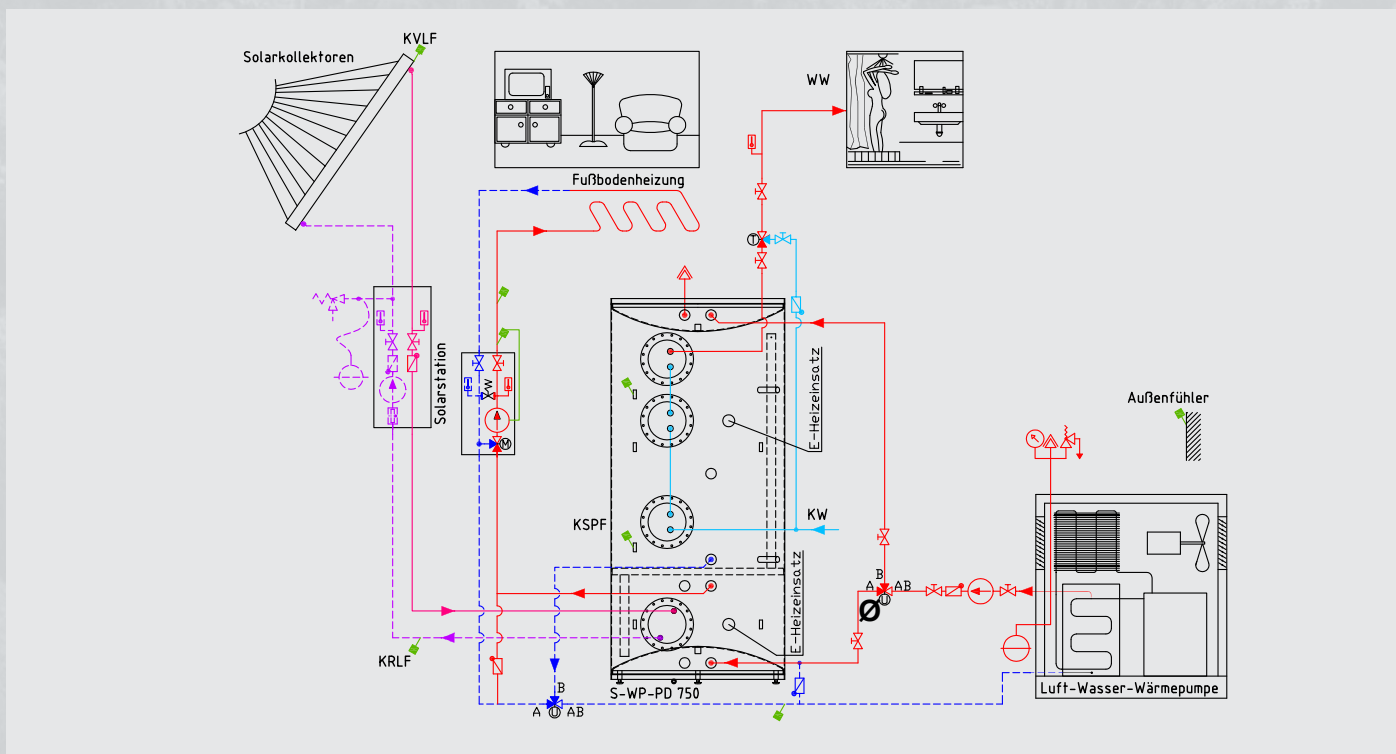 KVLF
Solarkollektoren
WW
Fußbodenheizung
T
Solarstation
W
M
E-Heizeinsatz
Außenfühler
KW
KSPF
E-Heizeinsatz
B
A
AB
U
Ø
KRLF
S-WP-PD 750
B
A
AB
U
Luft-Wasser-Wärmepumpe